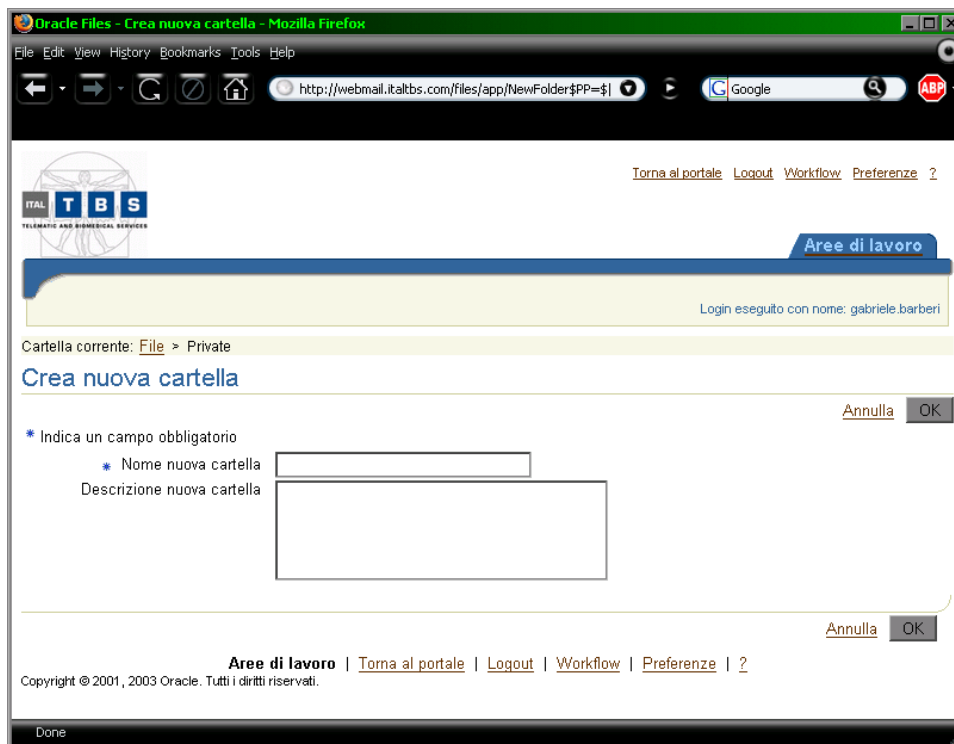 Oracle Files - Crea nuova cartella - Mozilla Firefox
File Edit View History Bookmarks Tools Help
http://webmail.italtbs.com/files/app/NewFolder$PP=$|
G Google
ABP
ITAL T B S
TELEMATIC AND BIOMEDICAL SERVICES
Torna al portale Logout Workflow Preferenze ?
Aree di lavoro
Login eseguito con nome: gabriele.barberi
Cartella corrente: File > Private
Crea nuova cartella
Annulla OK
* Indica un campo obbligatorio
* Nome nuova cartella
Descrizione nuova cartella
Annulla OK
Aree di lavoro | Torna al portale | Logout | Workflow | Preferenze | ?
Copyright © 2001, 2003 Oracle. Tutti i diritti riservati.
Done